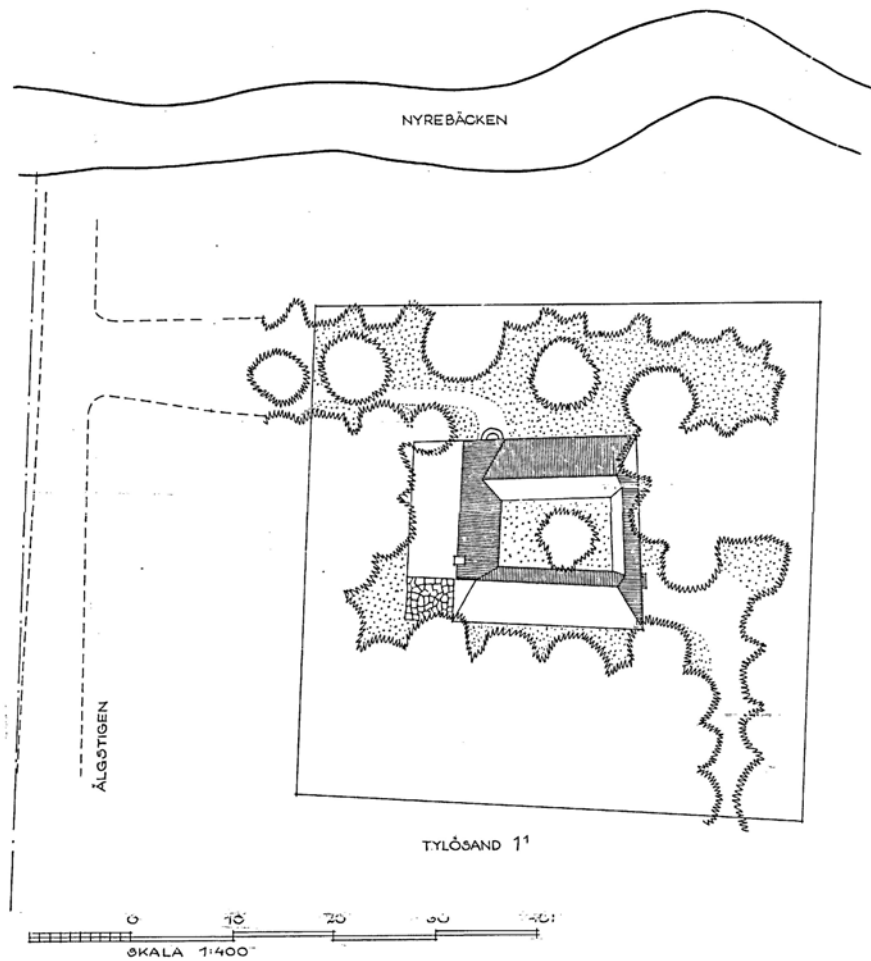 NYREBÄCKEN
ÄLGSTIGEN
TYLÖSAND 1¹
0 10 20 30 40
SKALA 1:400